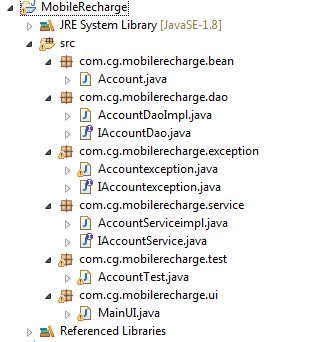 MobileRecharge
JRE System Library [JavaSE-1.8]
src
com.cg.mobilerecharge.bean
Account.java
com.cg.mobilerecharge.dao
AccountDaoImpl.java
IAccountDao.java
com.cg.mobilerecharge.exception
Accountexception.java
IAccountexception.java
com.cg.mobilerecharge.service
AccountServiceimpl.java
IAccountService.java
com.cg.mobilerecharge.test
AccountTest.java
com.cg.mobilerecharge.ui
MainUI.java
Referenced Libraries